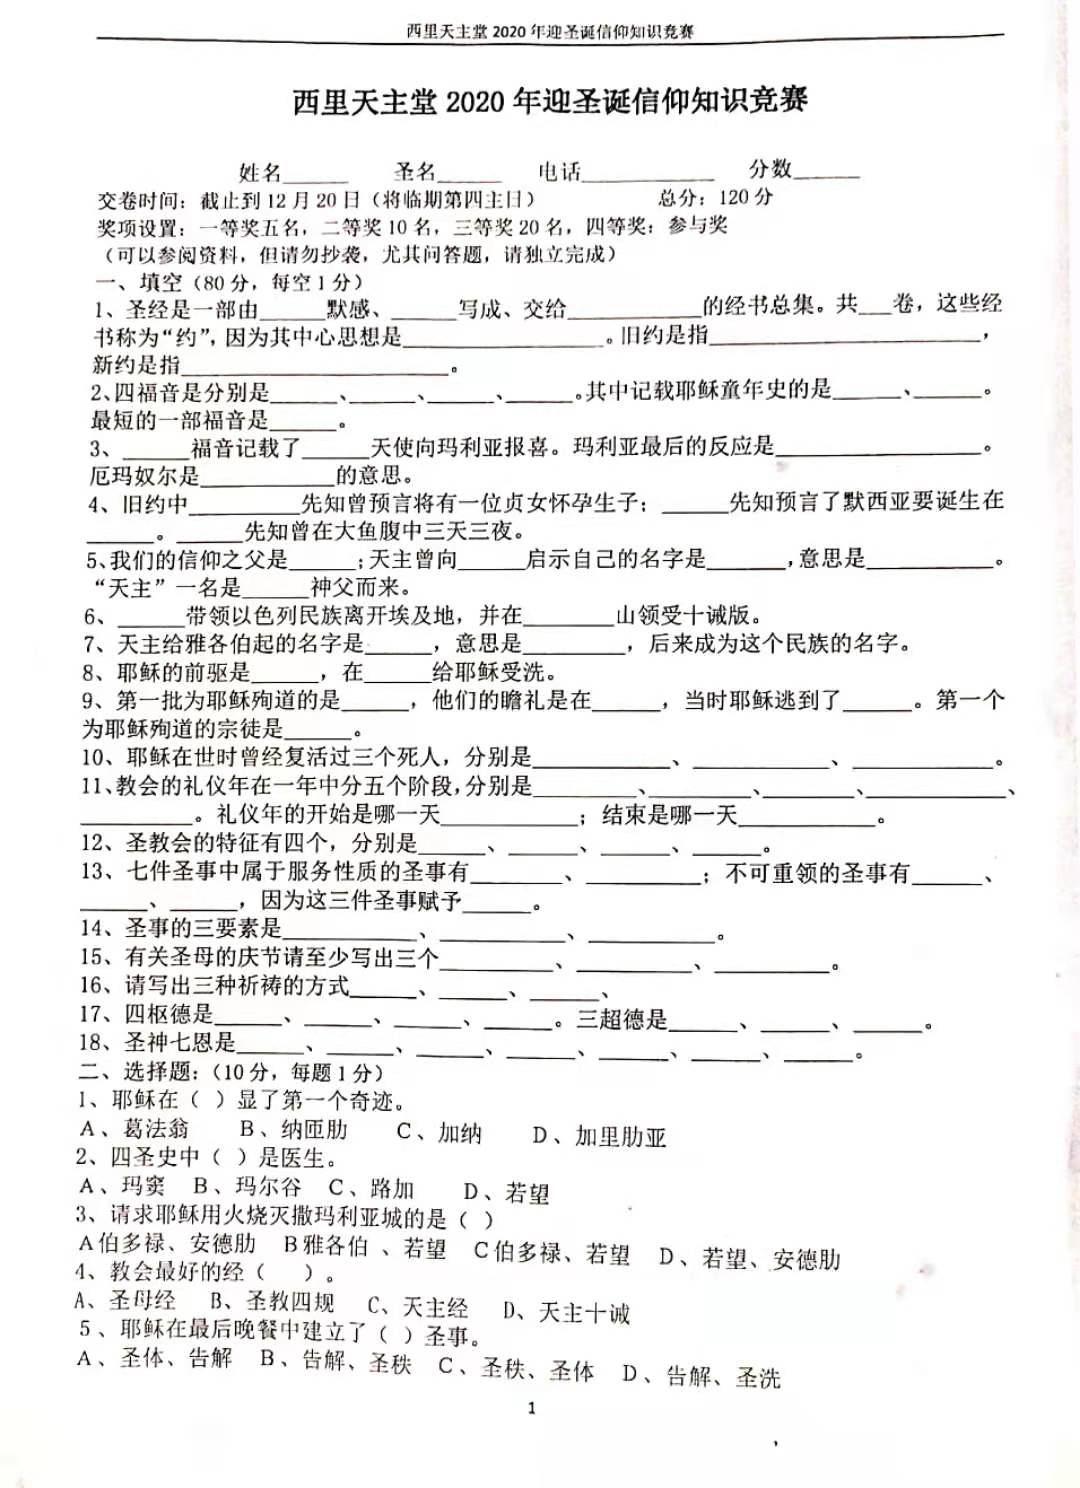 西里天主堂 2020 年迎圣诞信仰知识竞赛
西里天主堂 2020 年迎圣诞信仰知识竞赛
姓名______ 圣名______ 电话____________ 分数______
交卷时间：截止到 12 月 20 日（将临期第四主日） 总分：120 分
奖项设置：一等奖五名，二等奖 10 名，三等奖 20 名，四等奖：参与奖
（可以参阅资料，但请勿抄袭，尤其问答题，请独立完成）
一、填空（80 分，每空 1 分）
1、圣经是一部由______默感、______写成、交给____________的经书总集。共___卷，这些经
书称为“约”，因为其中心思想是__________________。旧约是指________________________，
新约是指________________________。
2、四福音是分别是______、______、______、______。其中记载耶稣童年史的是______、______。
最短的一部福音是______。
3、______福音记载了______天使向玛利亚报喜。玛利亚最后的反应是__________________。
厄玛奴尔是____________的意思。
4、旧约中__________先知曾预言将有一位贞女怀孕生子；______先知预言了默西亚要诞生在
______。______先知曾在大鱼腹中三天三夜。
5、我们的信仰之父是______；天主曾向______启示自己的名字是_______，意思是___________。
“天主”一名是______神父而来。
6、______带领以色列民族离开埃及地，并在________山领受十诫版。
7、天主给雅各伯起的名字是______，意思是_________，后来成为这个民族的名字。
8、耶稣的前驱是______，在______给耶稣受洗。
9、第一批为耶稣殉道的是______，他们的瞻礼是在______，当时耶稣逃到了______。第一个
为耶稣殉道的宗徒是______。
10、耶稣在世时曾经复活过三个死人，分别是____________、____________、____________。
11、教会的礼仪年在一年中分五个阶段，分别是_________、_________、_________、____________、
__________。礼仪年的开始是哪一天____________；结束是哪一天____________。
12、圣教会的特征有四个，分别是______、______、______、______。
13、七件圣事中属于服务性质的圣事有________、__________；不可重领的圣事有______、
______、______，因为这三件圣事赋予______。
14、圣事的三要素是____________、___________、___________。
15、有关圣母的庆节请至少写出三个__________、__________、__________。
16、请写出三种祈祷的方式______、______、______、
17、四枢德是______、______、______、______。三超德是______、______、______。
18、圣神七恩是______、______、______、______、______、______、______。
二、选择题：（10 分，每题 1 分）
1、耶稣在（ ）显了第一个奇迹。
A、葛法翁 B、纳匝肋 C、加纳 D、加里肋亚
2、四圣史中（ ）是医生。
A、玛窦 B、玛尔谷 C、路加 D、若望
3、请求耶稣用火烧灭撒玛利亚城的是（ ）
A 伯多禄、安德肋 B 雅各伯 、若望 C 伯多禄、若望 D、若望、安德肋
4、教会最好的经（ ）。
A、圣母经 B、圣教四规 C、天主经 D、天主十诫
5、耶稣在最后晚餐中建立了（ ）圣事。
A、圣体、告解 B、告解、圣秩 C、圣秩、圣体 D、告解、圣洗
1